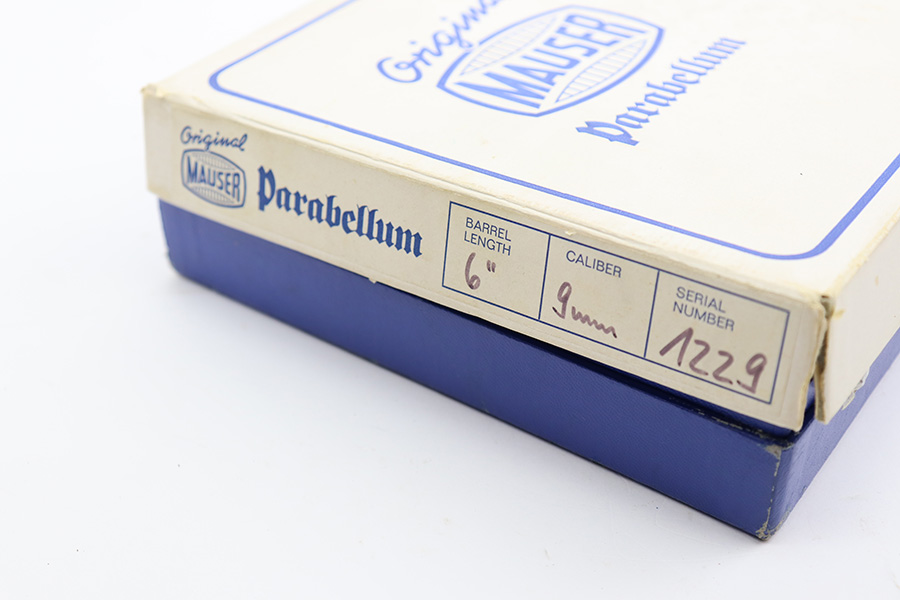 Original
MAUSER
Parabellum
Original
MAUSER
Parabellum
BARREL
LENGTH
6"
CALIBER
9mm
SERIAL
NUMBER
1229